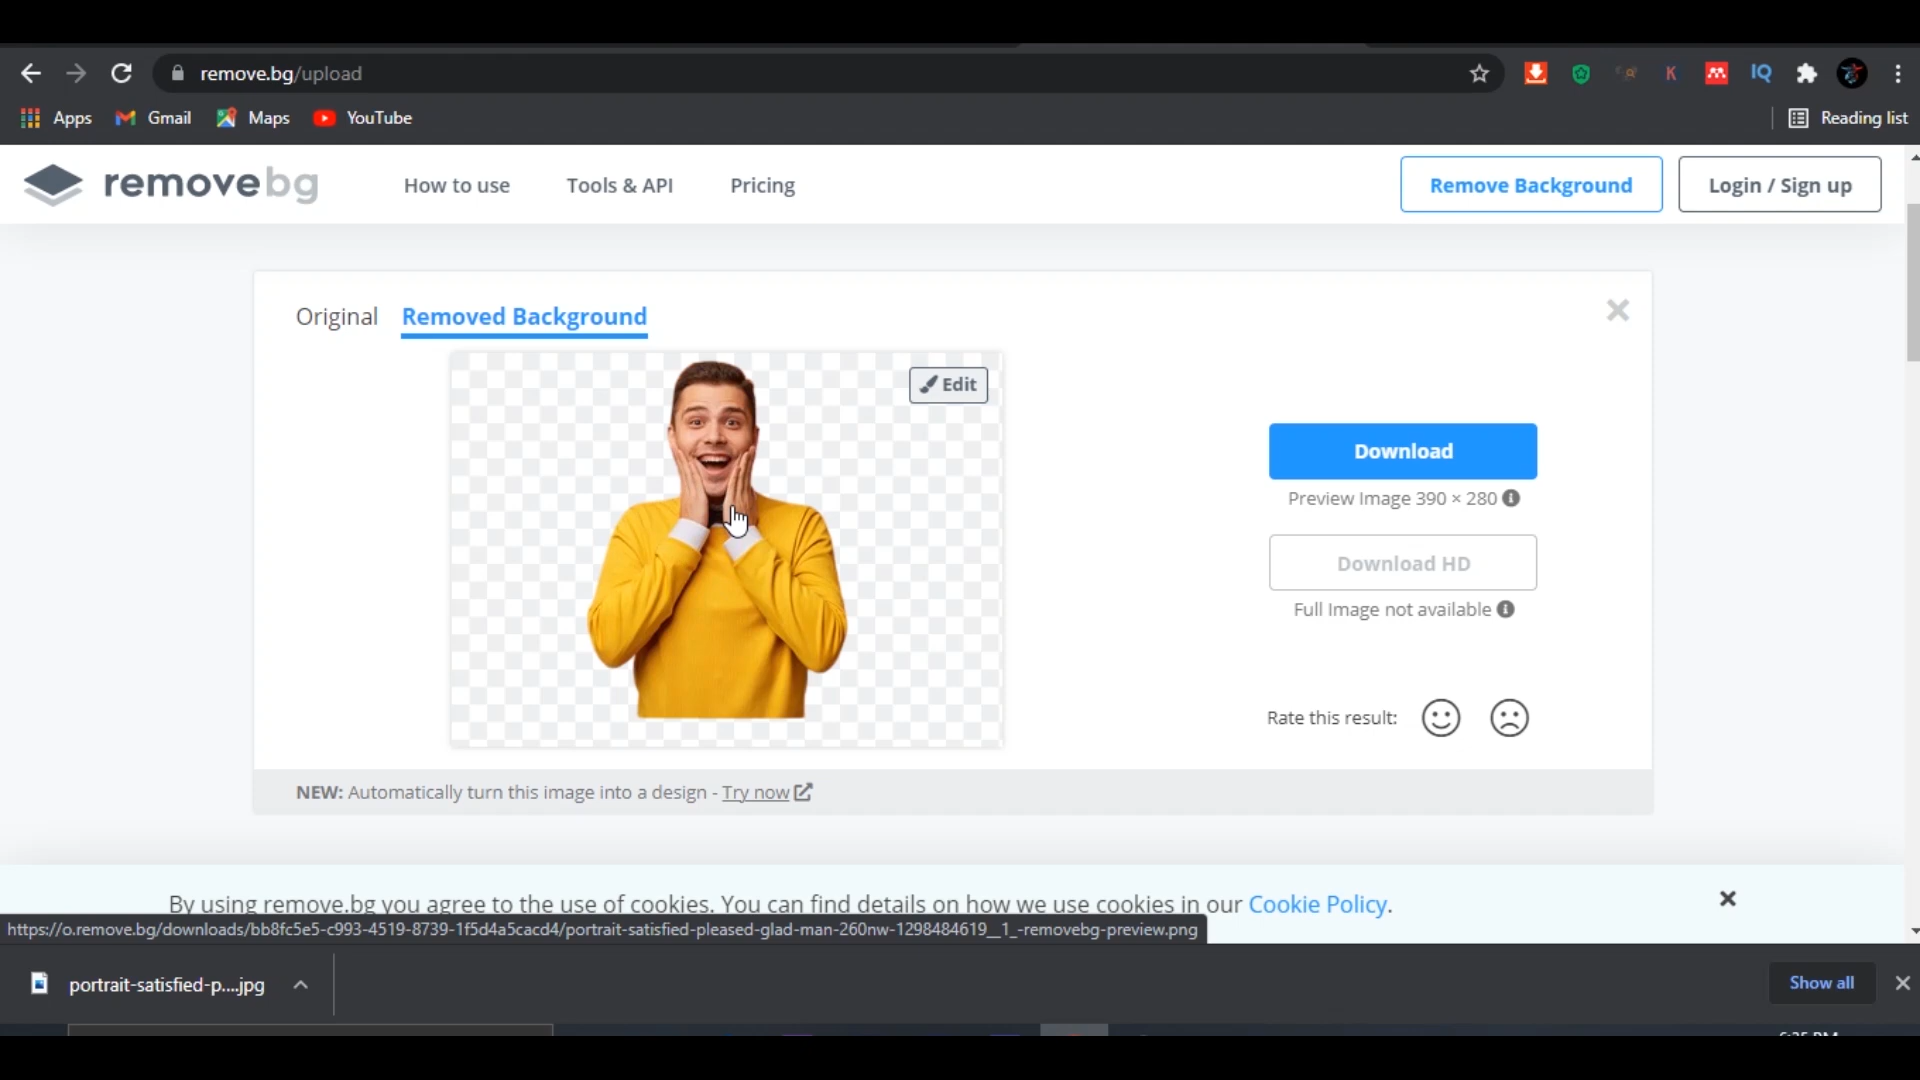 remove.bg/upload
K
IQ
Apps
Gmail
Maps
YouTube
Reading list
removebg
How to use
Tools & API
Pricing
Remove Background
Login / Sign up
Original
Removed Background
Edit
Download
Preview Image 390 × 280
Download HD
Full Image not available
Rate this result:
NEW: Automatically turn this image into a design - Try now
By using remove.bg you agree to the use of cookies. You can find details on how we use cookies in our Cookie Policy.
https://o.remove.bg/downloads/bb8fc5e5-c993-4519-8739-1f5d4a5cacd4/portrait-satisfied-pleased-glad-man-260nw-1298484619__1_-removebg-preview.png
portrait-satisfied-p....jpg
Show all